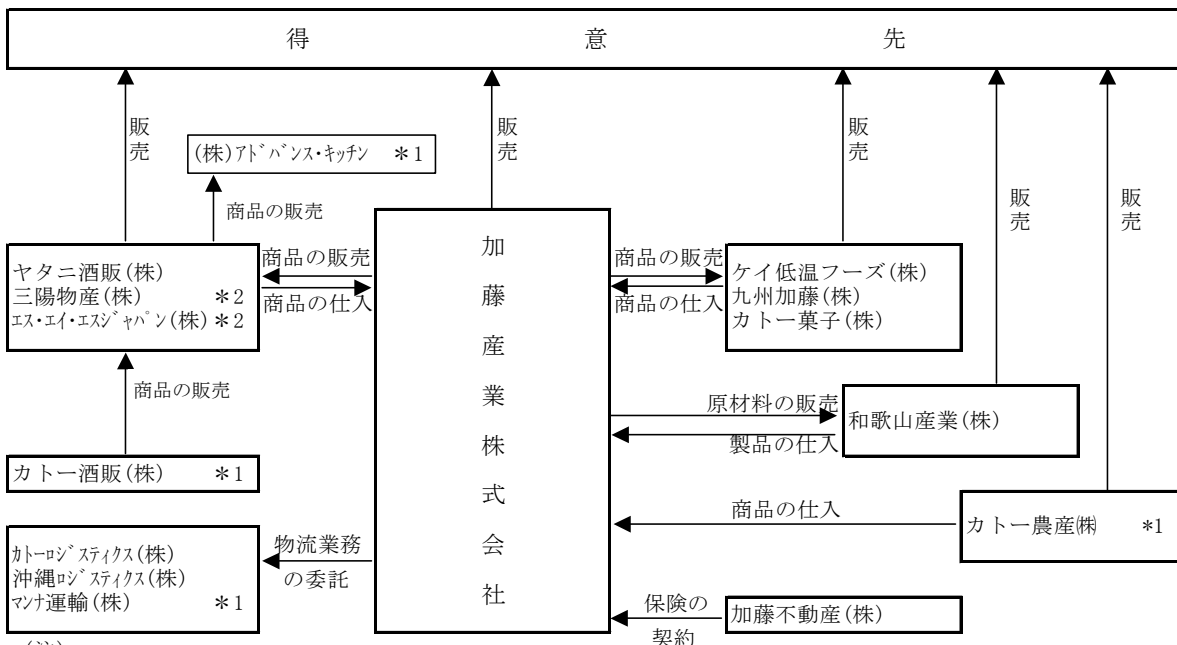 得意先
販売
販売
販売
販売
販売
(株)アドバンス・キッチン *1
商品の販売
ヤタニ酒販(株)
三陽物産(株) *2
エス・エイ・エスジャパン(株) *2
商品の販売
商品の仕入
加藤産業株式会社
商品の販売
商品の仕入
ケイ低温フーズ(株)
九州加藤(株)
カトー菓子(株)
商品の販売
原材料の販売
製品の仕入
和歌山産業(株)
カトー酒販(株) *1
商品の仕入
カトー農産㈱ *1
カトーロジスティクス(株)
沖縄ロジスティクス(株)
マンナ運輸(株) *1
物流業務
の委託
保険の
契約
加藤不動産(株)